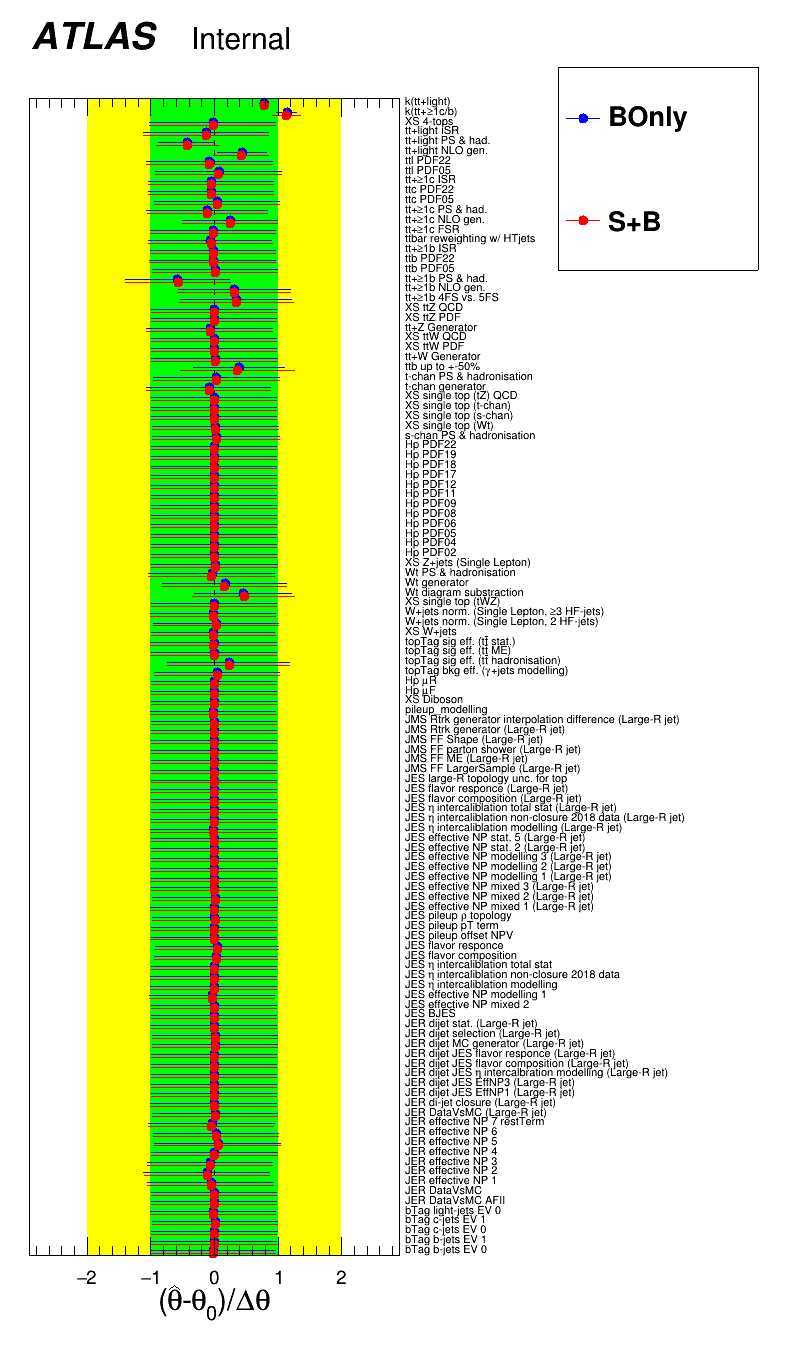 ATLAS Internal
BOnly
S+B
k(tt+light)
k(tt+≥1c/b)
XS 4-tops
tt+light ISR
tt+light PS & had.
tt+light NLO gen.
ttl PDF22
ttl PDF05
tt+≥1c ISR
ttc PDF22
ttc PDF05
tt+≥1c PS & had.
tt+≥1c NLO gen.
tt+≥1c FSR
ttbar reweighting w/ HTjets
tt+≥1b ISR
ttb PDF22
ttb PDF05
tt+≥1b PS & had.
tt+≥1b NLO gen.
tt+≥1b 4FS vs. 5FS
XS ttZ QCD
XS ttZ PDF
tt+Z Generator
XS ttW QCD
XS ttW PDF
tt+W Generator
ttb up to +-50%
t-chan PS & hadronisation
t-chan generator
XS single top (tZ) QCD
XS single top (t-chan)
XS single top (s-chan)
XS single top (Wt)
s-chan PS & hadronisation
Hp PDF22
Hp PDF19
Hp PDF18
Hp PDF17
Hp PDF12
Hp PDF11
Hp PDF09
Hp PDF08
Hp PDF06
Hp PDF05
Hp PDF04
Hp PDF02
XS Z+jets (Single Lepton)
Wt PS & hadronisation
Wt generator
Wt diagram substraction
XS single top (tWZ)
W+jets norm. (Single Lepton, ≥3 HF-jets)
W+jets norm. (Single Lepton, 2 HF-jets)
XS W+jets
topTag sig eff. (tt̄ stat.)
topTag sig eff. (tt̄ ME)
topTag sig eff. (tt̄ hadronisation)
topTag bkg eff. (γ+jets modelling)
Hp μR
Hp μF
XS Diboson
pileup_modelling
JMS Rtrk generator interpolation difference (Large-R jet)
JMS Rtrk generator (Large-R jet)
JMS FF Shape (Large-R jet)
JMS FF parton shower (Large-R jet)
JMS FF ME (Large-R jet)
JMS FF LargerSample (Large-R jet)
JES large-R topology unc. for top
JES flavor responce (Large-R jet)
JES flavor composition (Large-R jet)
JES η intercaliblation total stat (Large-R jet)
JES η intercaliblation non-closure 2018 data (Large-R jet)
JES η intercaliblation modelling (Large-R jet)
JES effective NP stat. 5 (Large-R jet)
JES effective NP stat. 2 (Large-R jet)
JES effective NP modelling 3 (Large-R jet)
JES effective NP modelling 2 (Large-R jet)
JES effective NP modelling 1 (Large-R jet)
JES effective NP mixed 3 (Large-R jet)
JES effective NP mixed 2 (Large-R jet)
JES effective NP mixed 1 (Large-R jet)
JES pileup ρ topology
JES pileup pT term
JES pileup offset NPV
JES flavor responce
JES flavor composition
JES η intercaliblation total stat
JES η intercaliblation non-closure 2018 data
JES η intercaliblation modelling
JES effective NP modelling 1
JES effective NP mixed 2
JES BJES
JER dijet stat. (Large-R jet)
JER dijet selection (Large-R jet)
JER dijet MC generator (Large-R jet)
JER dijet JES flavor responce (Large-R jet)
JER dijet JES flavor composition (Large-R jet)
JER dijet JES η intercalbration modelling (Large-R jet)
JER dijet JES EffNP3 (Large-R jet)
JER dijet JES EffNP1 (Large-R jet)
JER di-jet closure (Large-R jet)
JER DataVsMC (Large-R jet)
JER effective NP 7 restTerm
JER effective NP 6
JER effective NP 5
JER effective NP 4
JER effective NP 3
JER effective NP 2
JER effective NP 1
JER DataVsMC
JER DataVsMC AFII
bTag light-jets EV 0
bTag c-jets EV 1
bTag c-jets EV 0
bTag b-jets EV 1
bTag b-jets EV 0
−2 −1 0 1 2
(θ̂-θ₀)/Δθ